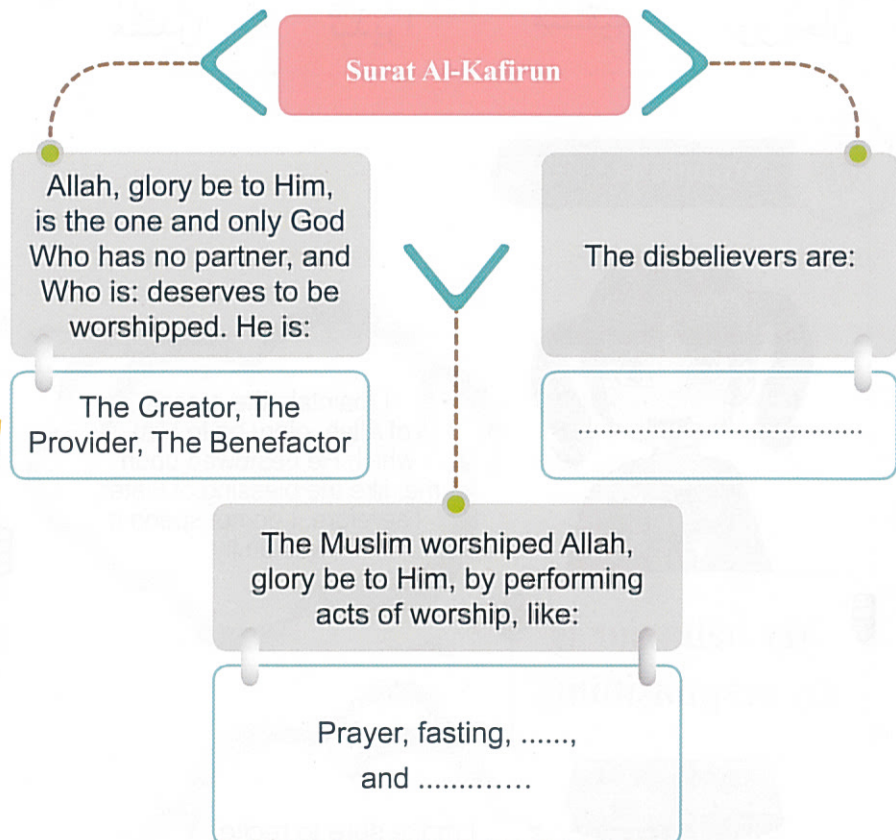 Surat Al-Kafirun
Allah, glory be to Him,
is the one and only God
Who has no partner, and
Who is: deserves to be
worshipped. He is:
The Creator, The
Provider, The Benefactor
The disbelievers are:
.......................................
The Muslim worshiped Allah,
glory be to Him, by performing
acts of worship, like:
Prayer, fasting, ......,
and .............